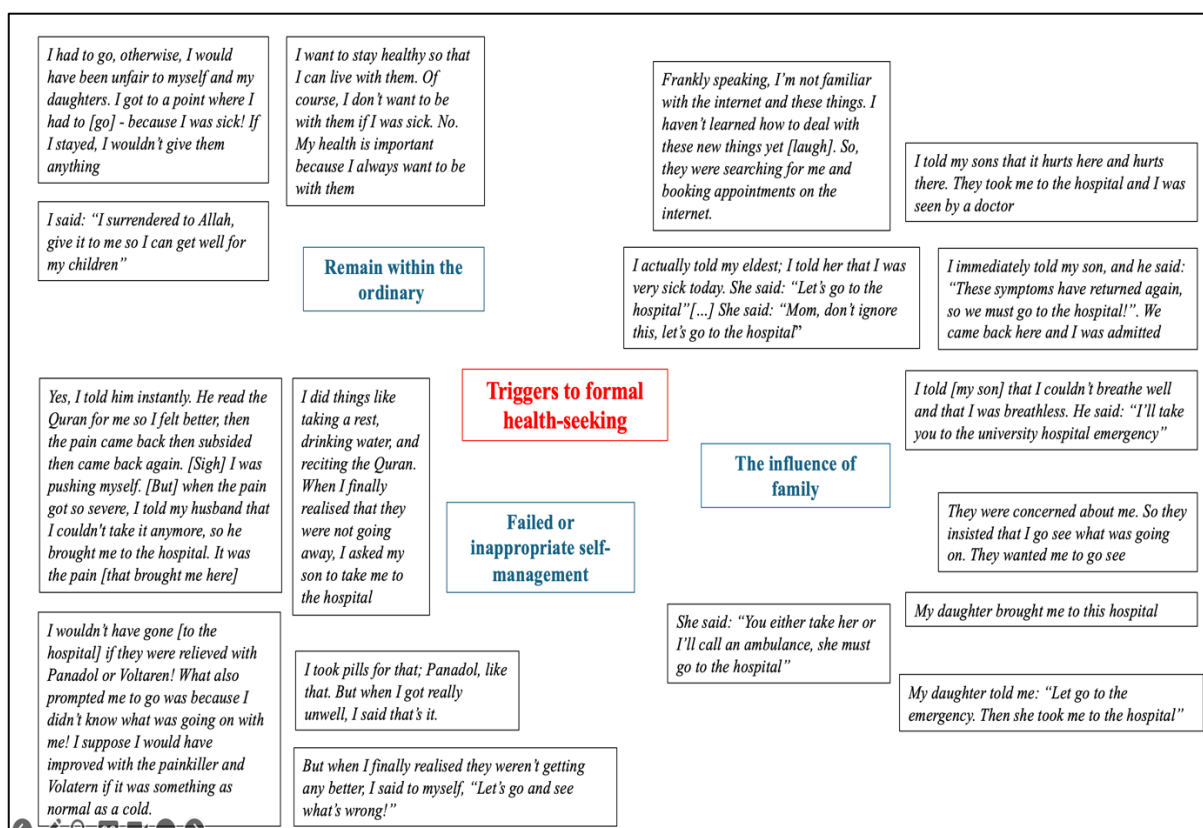 I had to go, otherwise, I would
have been unfair to myself and my
daughters. I got to a point where I
had to [go] - because I was sick! If
I stayed, I wouldn't give them
anything
I want to stay healthy so that
I can live with them. Of
course, I don't want to be
with them if I was sick. No.
My health is important
because I always want to be
with them
I said: “I surrendered to Allah,
give it to me so I can get well for
my children”
Remain within the
ordinary
Frankly speaking, I'm not familiar
with the internet and these things. I
haven't learned how to deal with
these new things yet [laugh]. So,
they were searching for me and
booking appointments on the
internet.
I told my sons that it hurts here and hurts
there. They took me to the hospital and I was
seen by a doctor
I actually told my eldest; I told her that I was
very sick today. She said: “Let's go to the
hospital”[...] She said: “Mom, don't ignore
this, let's go to the hospital”
I immediately told my son, and he said:
“These symptoms have returned again,
so we must go to the hospital!”. We
came back here and I was admitted
Triggers to formal
health-seeking
I told [my son] that I couldn't breathe well
and that I was breathless. He said: “I'll take
you to the university hospital emergency”
The influence of
family
They were concerned about me. So they
insisted that I go see what was going
on. They wanted me to go see
She said: “You either take her or
I'll call an ambulance, she must
go to the hospital”
My daughter brought me to this hospital
My daughter told me: “Let go to the
emergency. Then she took me to the hospital”
Yes, I told him instantly. He read the
Quran for me so I felt better, then
the pain came back then subsided
then came back again. [Sigh] I was
pushing myself. [But] when the pain
got so severe, I told my husband that
I couldn't take it anymore, so he
brought me to the hospital. It was
the pain [that brought me here]
I did things like
taking a rest,
drinking water, and
reciting the Quran.
When I finally
realised that they
were not going
away, I asked my
son to take me to
the hospital
Failed or
inappropriate self-
management
I wouldn't have gone [to the
hospital] if they were relieved with
Panadol or Voltaren! What also
prompted me to go was because I
didn't know what was going on with
me! I suppose I would have
improved with the painkiller and
Volatern if it was something as
normal as a cold.
I took pills for that; Panadol, like
that. But when I got really
unwell, I said that's it.
But when I finally realised they weren't getting
any better, I said to myself, “Let's go and see
what's wrong!”